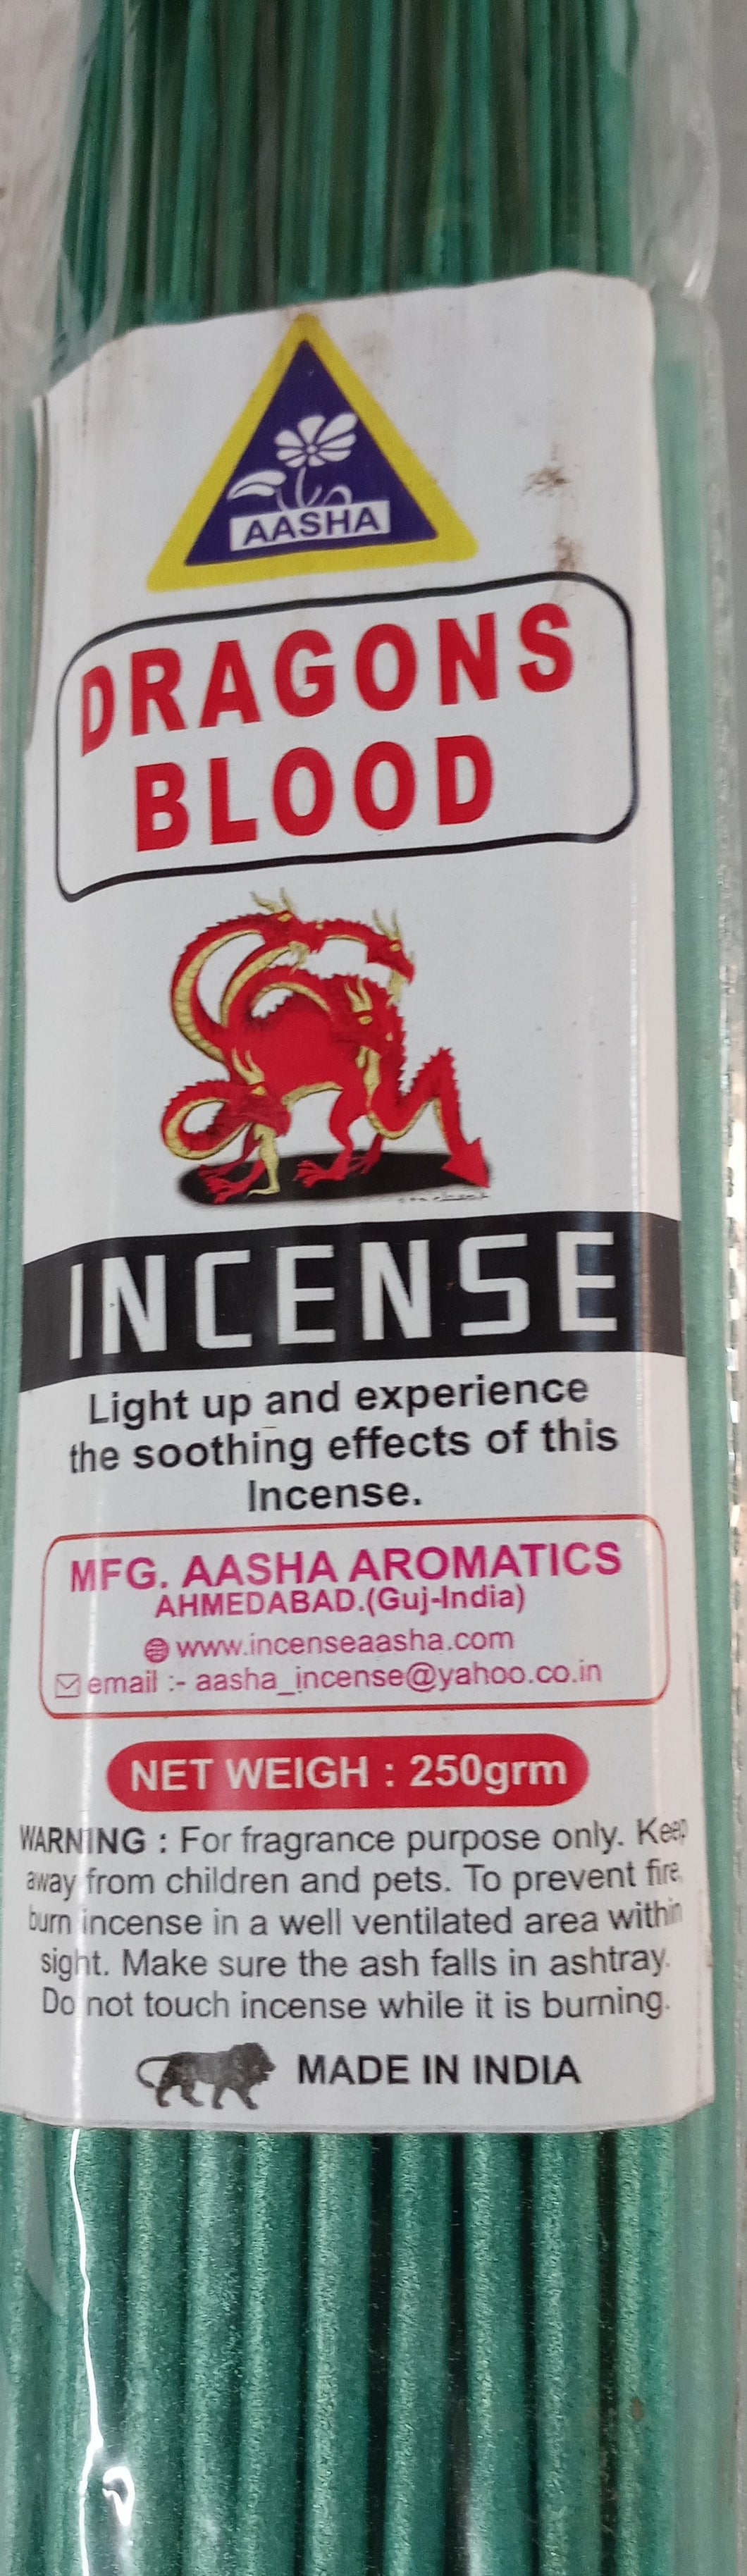 AASHA
DRAGONS
BLOOD
INCENSE
Light up and experience
the soothing effects of this
Incense.
MFG. AASHA AROMATICS
AHMEDABAD.(Guj-India)
www.incenseaasha.com
email :- aasha_incense@yahoo.co.in
NET WEIGH : 250grm
WARNING : For fragrance purpose only. Keep
away from children and pets. To prevent fire,
burn incense in a well ventilated area within
sight. Make sure the ash falls in ashtray.
Do not touch incense while it is burning.
MADE IN INDIA